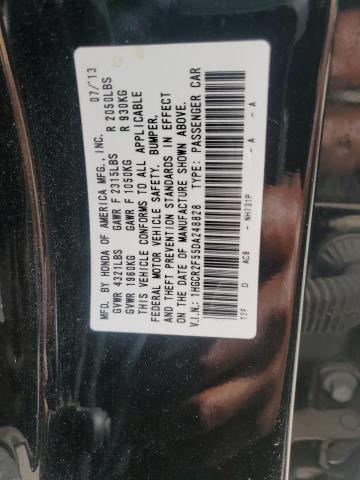 MFD. BY HONDA OF AMERICA MFG., INC. 07/13
GVWR 4321LBS GAWR F 2315LBS R 2050LBS
GVWR 1960KG GAWR F 1050KG R 930KG
THIS VEHICLE CONFORMS TO ALL APPLICABLE
FEDERAL MOTOR VEHICLE SAFETY, BUMPER,
AND THEFT PREVENTION STANDARDS IN EFFECT
ON THE DATE OF MANUFACTURE SHOWN ABOVE.
V.I.N.: 1HGCR2F55DA248828 TYPE: PASSENGER CAR
T2F D AC8 - NH731P - A - A